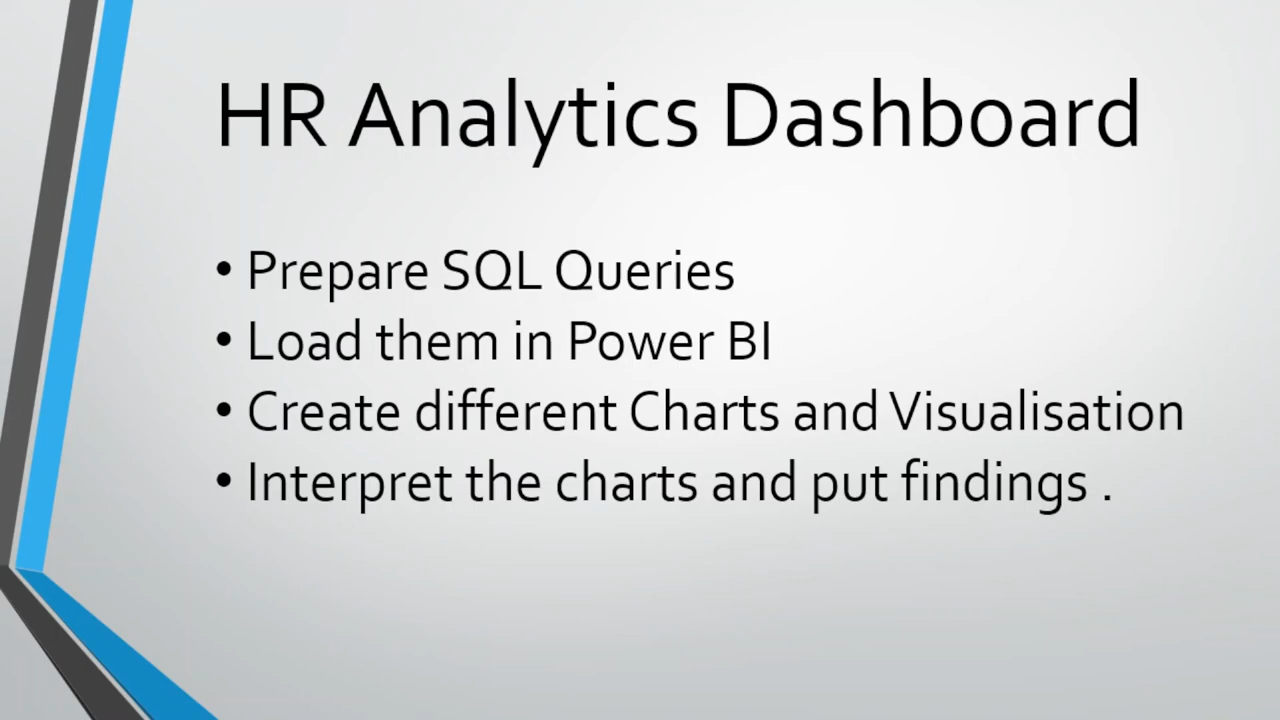 HR Analytics Dashboard
• Prepare SQL Queries
• Load them in Power BI
• Create different Charts and Visualisation
• Interpret the charts and put findings .